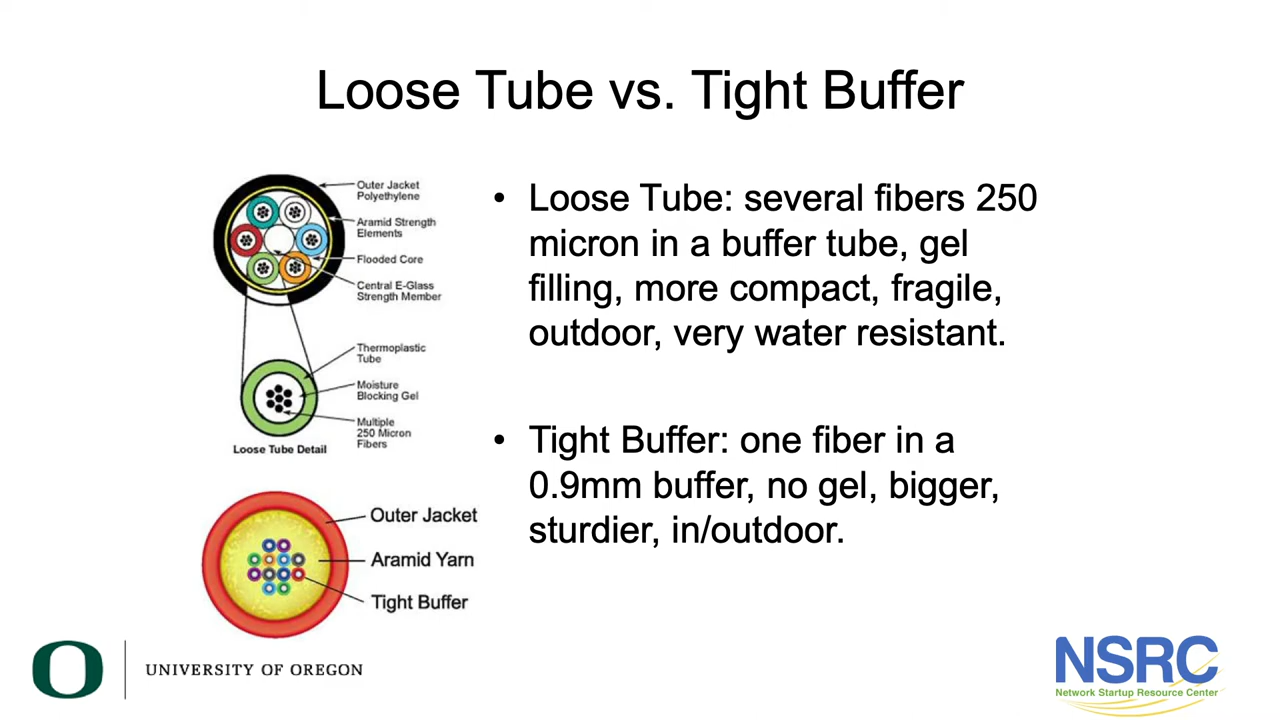 Loose Tube vs. Tight Buffer
Outer Jacket
Polyethylene
Aramid Strength
Elements
Flooded Core
Central E-Glass
Strength Member
Thermoplastic
Tube
Moisture
Blocking Gel
Multiple
250 Micron
Fibers
Loose Tube Detail
Outer Jacket
Aramid Yarn
Tight Buffer
• Loose Tube: several fibers 250
micron in a buffer tube, gel
filling, more compact, fragile,
outdoor, very water resistant.
• Tight Buffer: one fiber in a
0.9mm buffer, no gel, bigger,
sturdier, in/outdoor.
O
UNIVERSITY OF OREGON
NSRC
Network Startup Resource Center